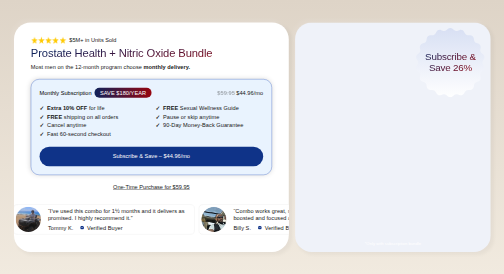 $5M+ in Units Sold
Prostate Health + Nitric Oxide Bundle
Most men on the 12-month program choose monthly delivery.
Monthly Subscription SAVE $180/YEAR $59.95 $44.96/mo
✓ Extra 10% OFF for life
✓ FREE shipping on all orders
✓ Cancel anytime
✓ Fast 60-second checkout
✓ FREE Sexual Wellness Guide
✓ Pause or skip anytime
✓ 90-Day Money-Back Guarantee
Subscribe & Save – $44.96/mo
One-Time Purchase for $59.95
"I've used this combo for 1½ months and it delivers as
promised. I highly recommend it."
Tommy K. Verified Buyer
"Combo works great,
boosted and focused
Billy S. Verified B
Subscribe &
Save 26%